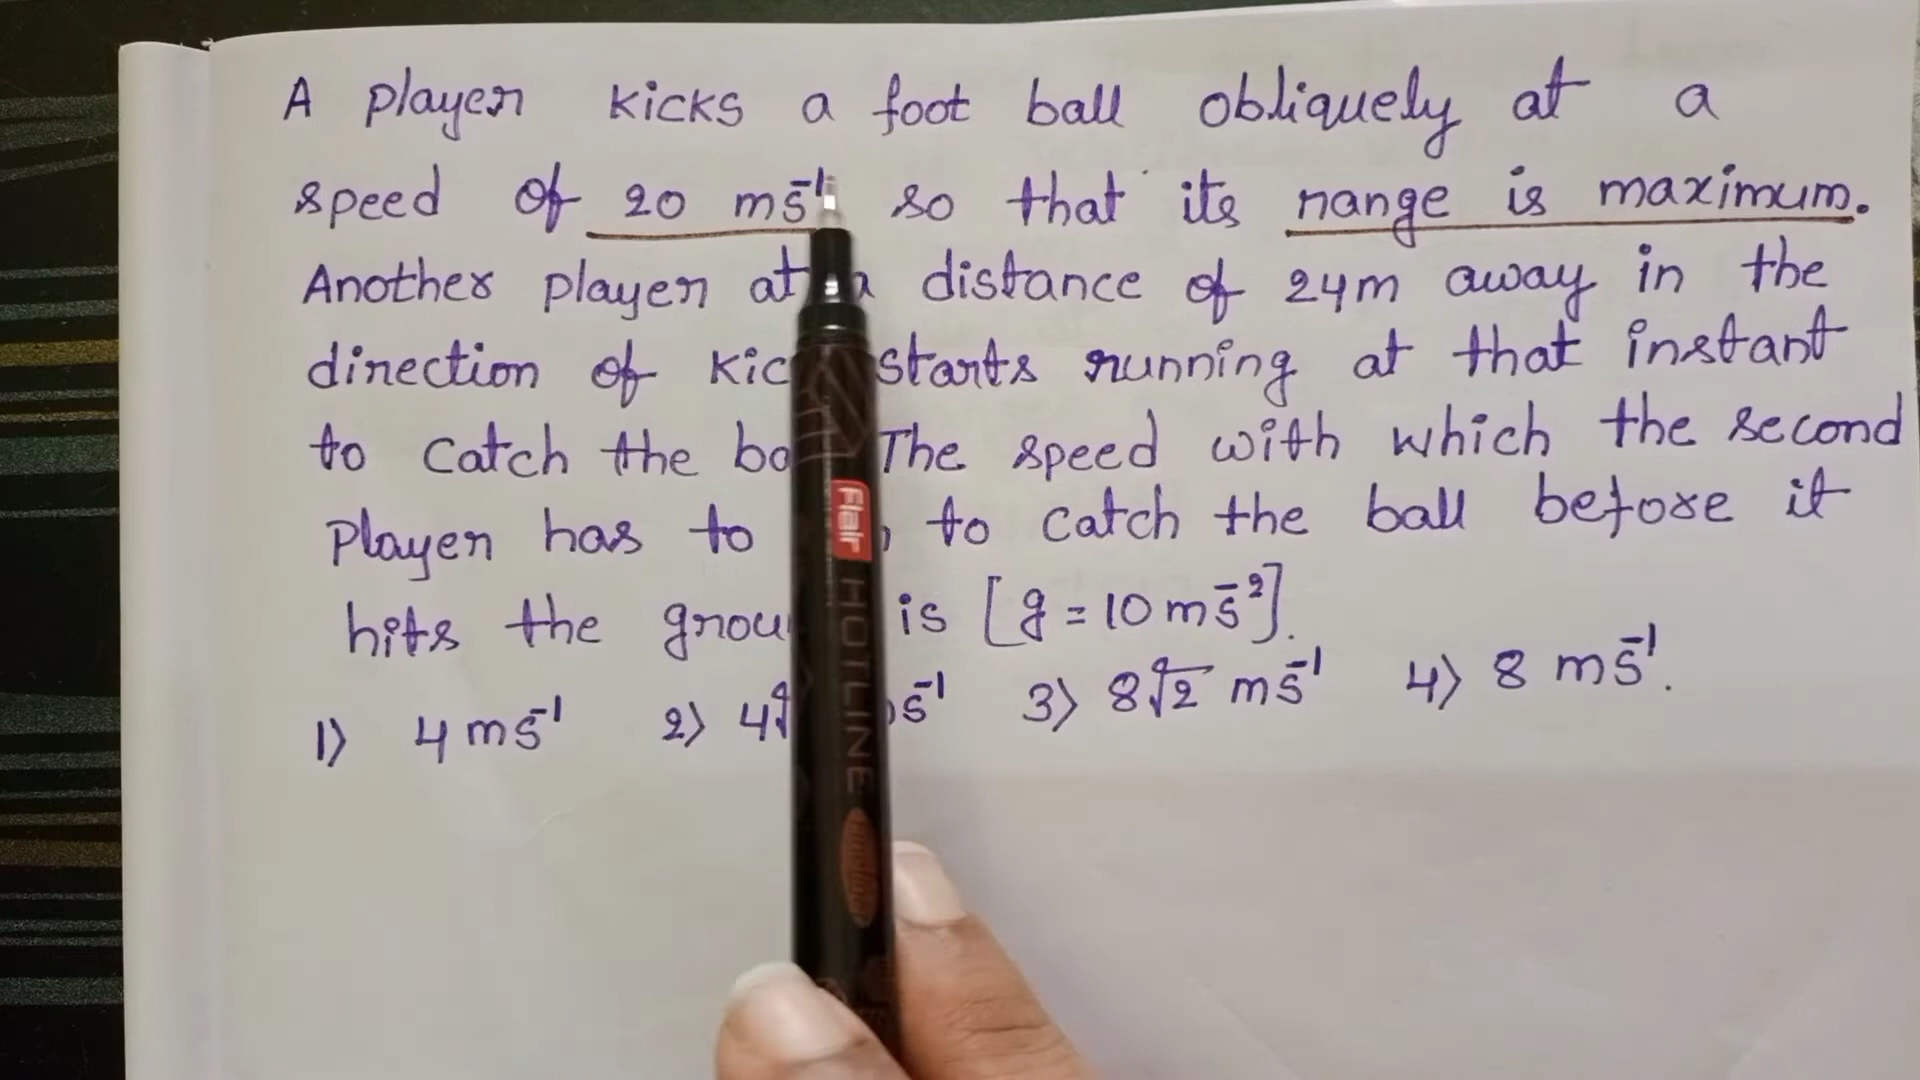 A player kicks a foot ball obliquely at a
speed of 20 ms⁻¹ so that its range is maximum.
Another player at a distance of 24m away in the
direction of kic starts running at that instant
to catch the ba The speed with which the second
Player has to to catch the ball before it
hits the grou is [g = 10 ms⁻²].
1) 4 ms⁻¹ 2) 4√ s⁻¹ 3) 8√2 ms⁻¹ 4) 8 ms⁻¹.
Flair
HOTLINE